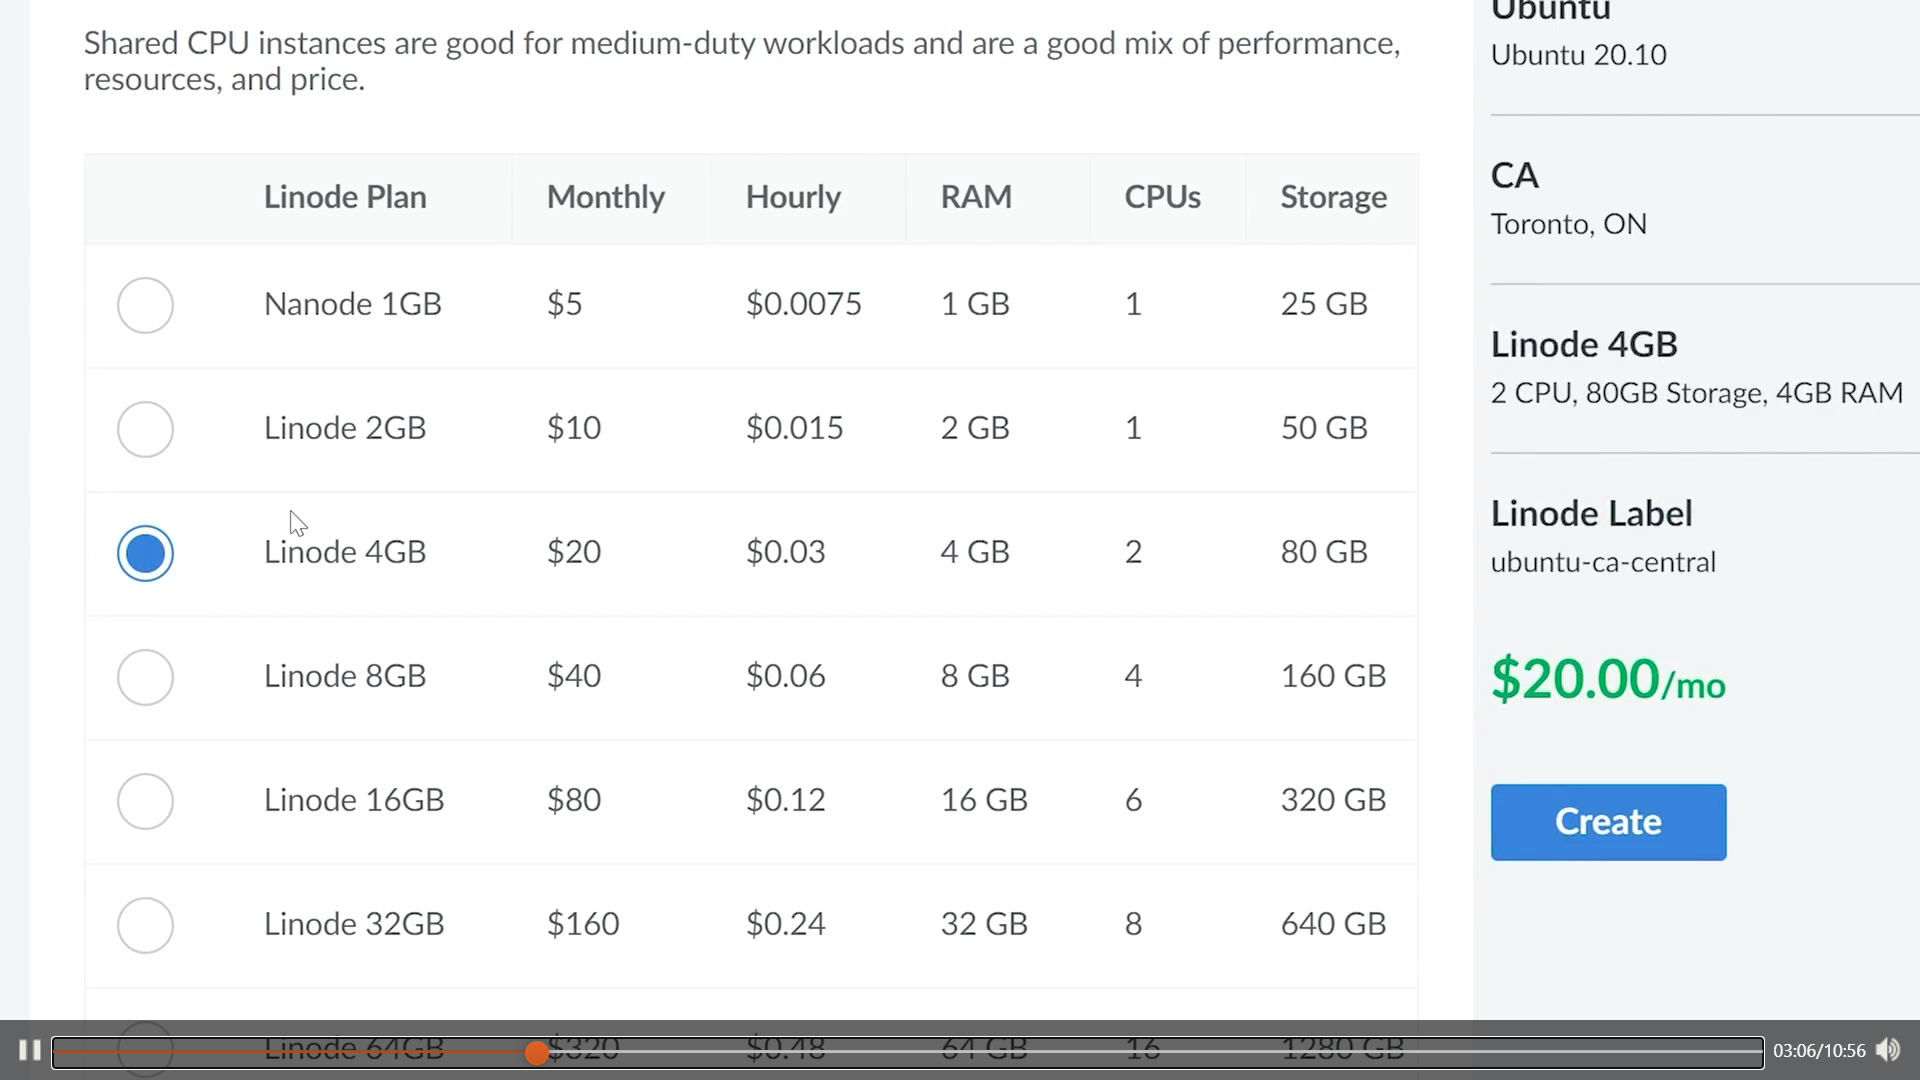 Shared CPU instances are good for medium-duty workloads and are a good mix of performance,
resources, and price.
Linode Plan Monthly Hourly RAM CPUs Storage
Nanode 1GB $5 $0.0075 1 GB 1 25 GB
Linode 2GB $10 $0.015 2 GB 1 50 GB
Linode 4GB $20 $0.03 4 GB 2 80 GB
Linode 8GB $40 $0.06 8 GB 4 160 GB
Linode 16GB $80 $0.12 16 GB 6 320 GB
Linode 32GB $160 $0.24 32 GB 8 640 GB
Linode 64GB $320 $0.48 64 GB 16 1280 GB
Ubuntu
Ubuntu 20.10
CA
Toronto, ON
Linode 4GB
2 CPU, 80GB Storage, 4GB RAM
Linode Label
ubuntu-ca-central
$20.00/mo
Create
03:06/10:56